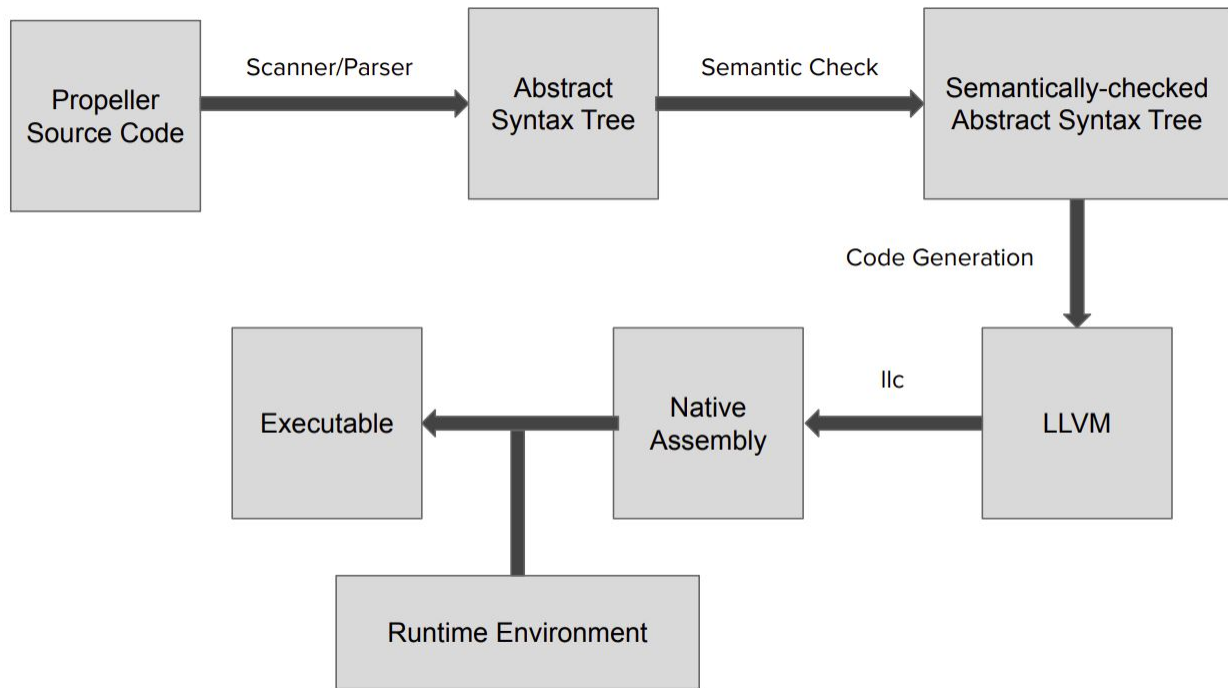 Scanner/Parser
Semantic Check
Propeller
Source Code
Abstract
Syntax Tree
Semantically-checked
Abstract Syntax Tree
Code Generation
llc
Executable
Native
Assembly
LLVM
Runtime Environment